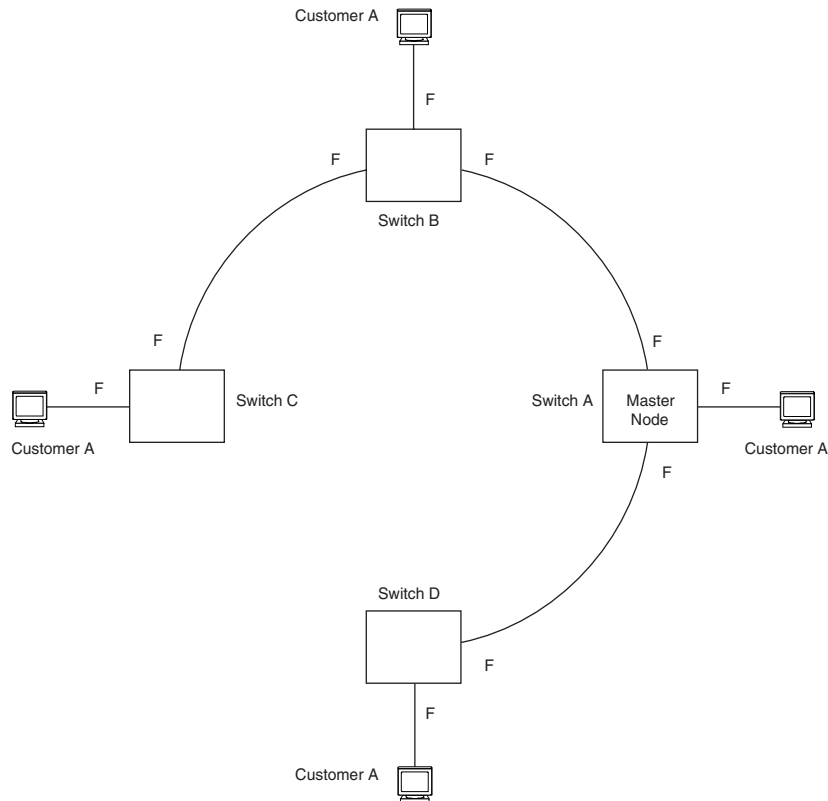 Customer A
F
F
F
Switch B
F
F
F
F
Switch C
Switch A
Master
Node
Customer A
Customer A
F
Switch D
F
F
Customer A